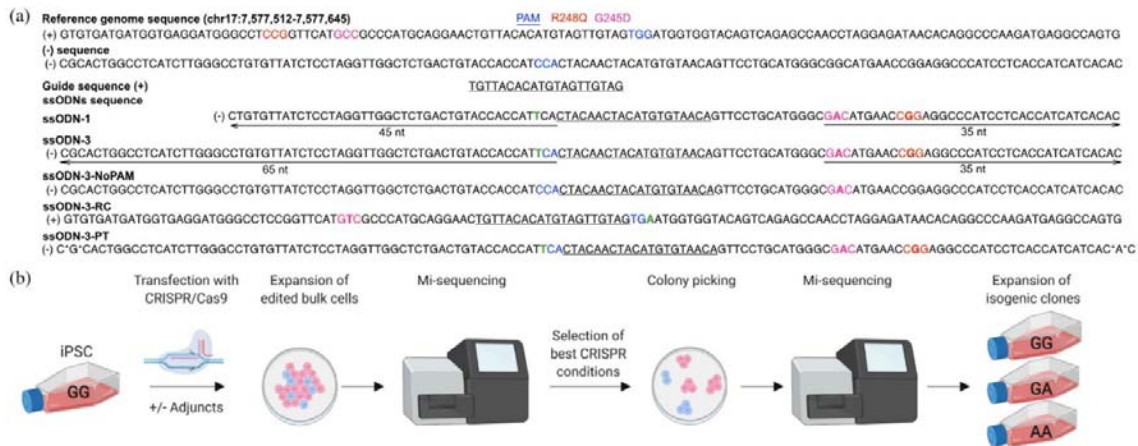 (a)
Reference genome sequence (chr17:7,577,512-7,577,645) PAM R248Q G245D
(+) GTGTGATGATGGTGAGGATGGGCCTCCGGTTCATGCCGCCCATGCAGGAACTGTTACACATGTAGTTGTAGTGGATGGTGGTACAGTCAGAGCCAACCTAGGAGATAACACAGGCCCAAGATGAGGCCAGTG
(-) sequence
(-) CGCACTGGCCTCATCTTGGGCCTGTGTTATCTCCTAGGTTGGCTCTGACTGTACCACCATCCACTACAACTACATGTGTAACAGTTCCTGCATGGGCGGCATGAACCGGAGGCCCATCCTCACCATCATCACAC
Guide sequence (+) TGTTACACATGTAGTTGTAG
ssODNs sequence
ssODN-1 (-) CTGTGTTATCTCCTAGGTTGGCTCTGACTGTACCACCATTCACTACAACTACATGTGTAACAGTTCCTGCATGGGCGACATGAACCGGAGGCCCATCCTCACCATCATCACAC
45 nt 35 nt
ssODN-3
(-) CGCACTGGCCTCATCTTGGGCCTGTGTTATCTCCTAGGTTGGCTCTGACTGTACCACCATTCACTACAACTACATGTGTAACAGTTCCTGCATGGGCGACATGAACCGGAGGCCCATCCTCACCATCATCACAC
65 nt 35 nt
ssODN-3-NoPAM
(-) CGCACTGGCCTCATCTTGGGCCTGTGTTATCTCCTAGGTTGGCTCTGACTGTACCACCATCCACTACAACTACATGTGTAACAGTTCCTGCATGGGCGACATGAACCGGAGGCCCATCCTCACCATCATCACAC
ssODN-3-RC
(+) GTGTGATGATGGTGAGGATGGGCCTCCGGTTCATGTCGCCCATGCAGGAACTGTTACACATGTAGTTGTAGTGAATGGTGGTACAGTCAGAGCCAACCTAGGAGATAACACAGGCCCAAGATGAGGCCAGTG
ssODN-3-PT
(-) C*G*CACTGGCCTCATCTTGGGCCTGTGTTATCTCCTAGGTTGGCTCTGACTGTACCACCATTCACTACAACTACATGTGTAACAGTTCCTGCATGGGCGACATGAACCGGAGGCCCATCCTCACCATCATCAC*A*C
(b)
Transfection with
CRISPR/Cas9
Expansion of
edited bulk cells
Mi-sequencing
Colony picking
Mi-sequencing
Expansion of
isogenic clones
iPSC
GG
+/- Adjuncts
Selection of
best CRISPR
conditions
GG
GA
AA